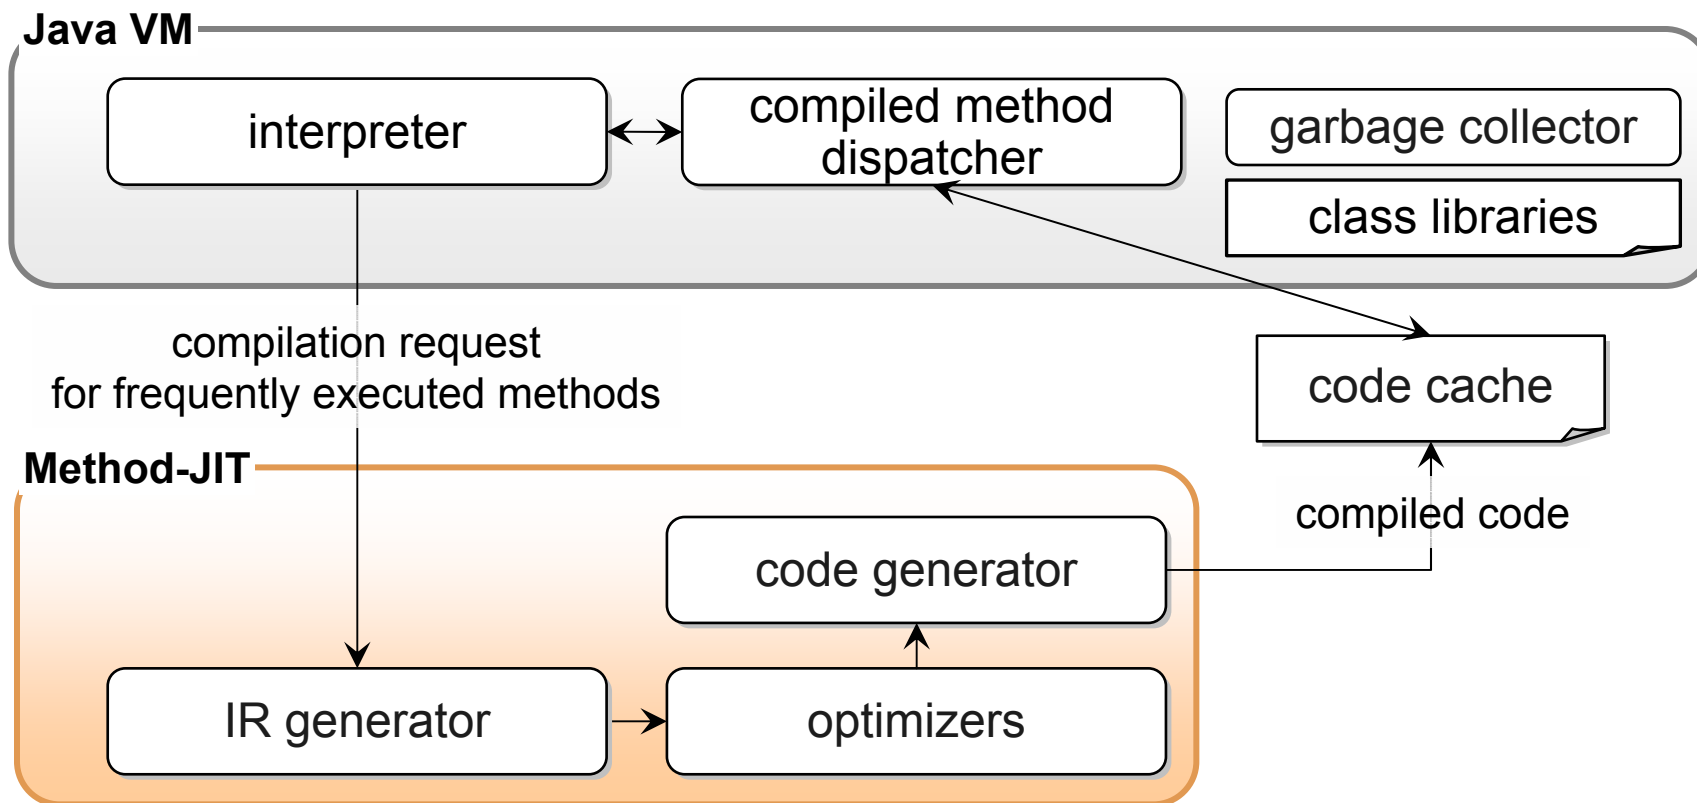 Java VM
interpreter
compiled method
dispatcher
garbage collector
class libraries
compilation request
for frequently executed methods
code cache
Method-JIT
compiled code
code generator
IR generator
optimizers